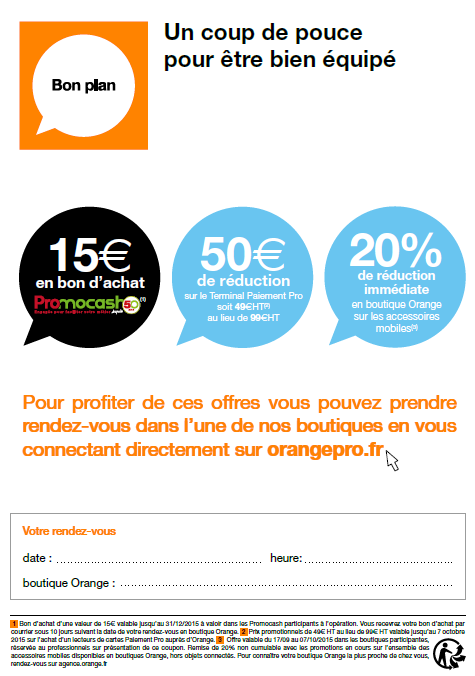 Un coup de pouce
pour être bien équipé
Bon plan
15€
en bon d'achat
Promocash 50 (1)
Engagés pour faciliter votre métier
50€
de réduction
sur le Terminal Paiement Pro
soit 49€HT(2)
au lieu de 99€HT
20%
de réduction
immédiate
en boutique Orange
sur les accessoires
mobiles(3)
Pour profiter de ces offres vous pouvez prendre
rendez-vous dans l'une de nos boutiques en vous
connectant directement sur orangepro.fr
Votre rendez-vous
date : heure:
boutique Orange :
1 Bon d'achat d'une valeur de 15€ valable jusqu'au 31/12/2015 à valoir dans les Promocash participants à l'opération. Vous recevrez votre bon d'achat par
courrier sous 10 jours suivant la date de votre rendez-vous en boutique Orange. 2 Prix promotionnels de 49€ HT au lieu de 99€ HT valable jusqu'au 7 octobre
2015 sur l'achat d'un lecteurs de cartes Paiement Pro auprès d'Orange. 3 Offre valable du 17/09 au 07/10/2015 dans les boutiques participantes,
réservée au professionnels sur présentation de ce coupon. Remise de 20% non cumulable avec les promotions en cours sur l'ensemble des
accessoires mobiles disponibles en boutiques Orange, hors objets connectés. Pour connaître votre boutique Orange la plus proche de chez vous,
rendez-vous sur agence.orange.fr